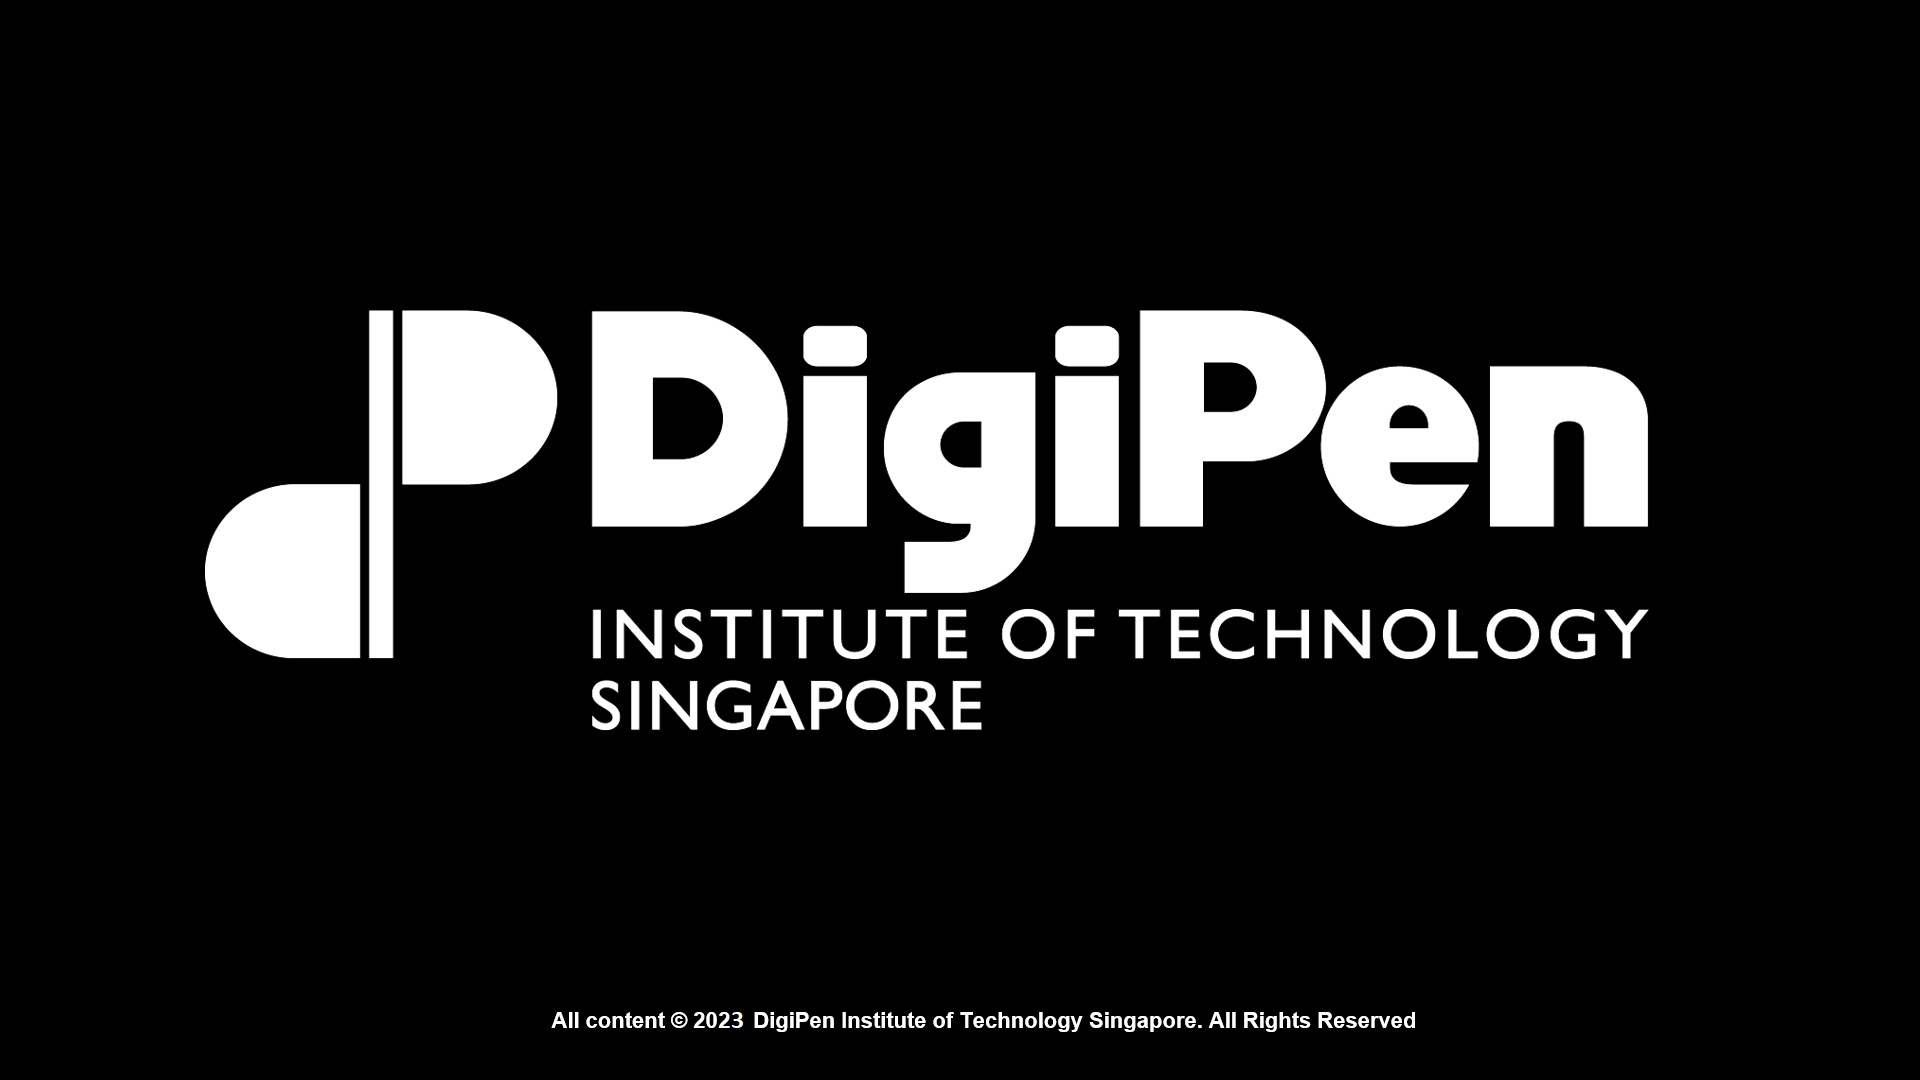 DigiPen
INSTITUTE OF TECHNOLOGY
SINGAPORE
All content © 2023 DigiPen Institute of Technology Singapore. All Rights Reserved